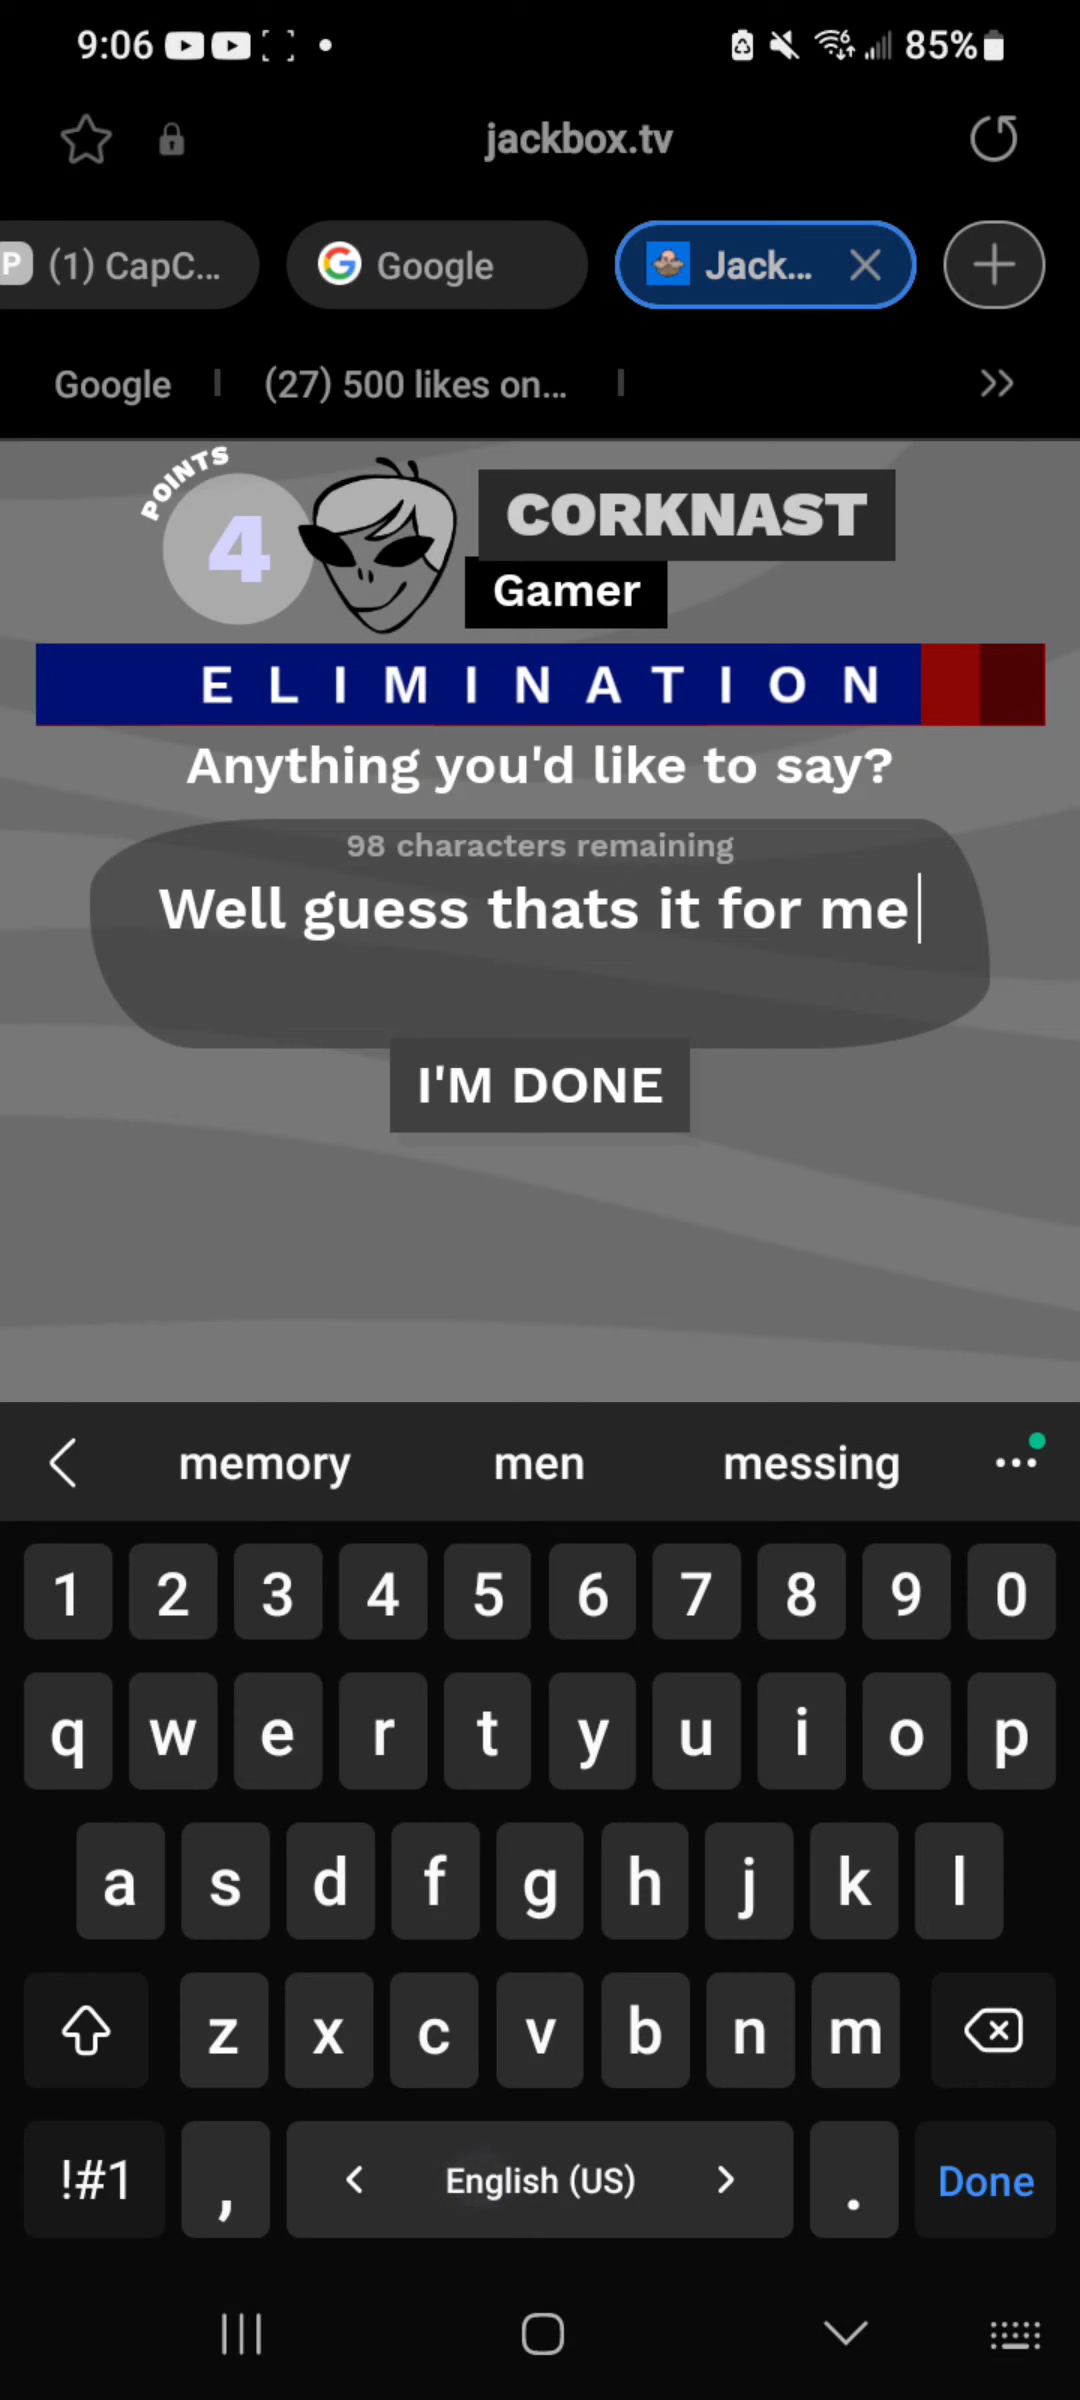 9:06 85%
jackbox.tv
P (1) CapC... Google Jack...
Google (27) 500 likes on...
POINTS
4
CORKNAST
Gamer
ELIMINATION
Anything you'd like to say?
98 characters remaining
Well guess thats it for me
I'M DONE
memory men messing ...
1 2 3 4 5 6 7 8 9 0
q w e r t y u i o p
a s d f g h j k l
z x c v b n m
!#1 , < English (US) > . Done